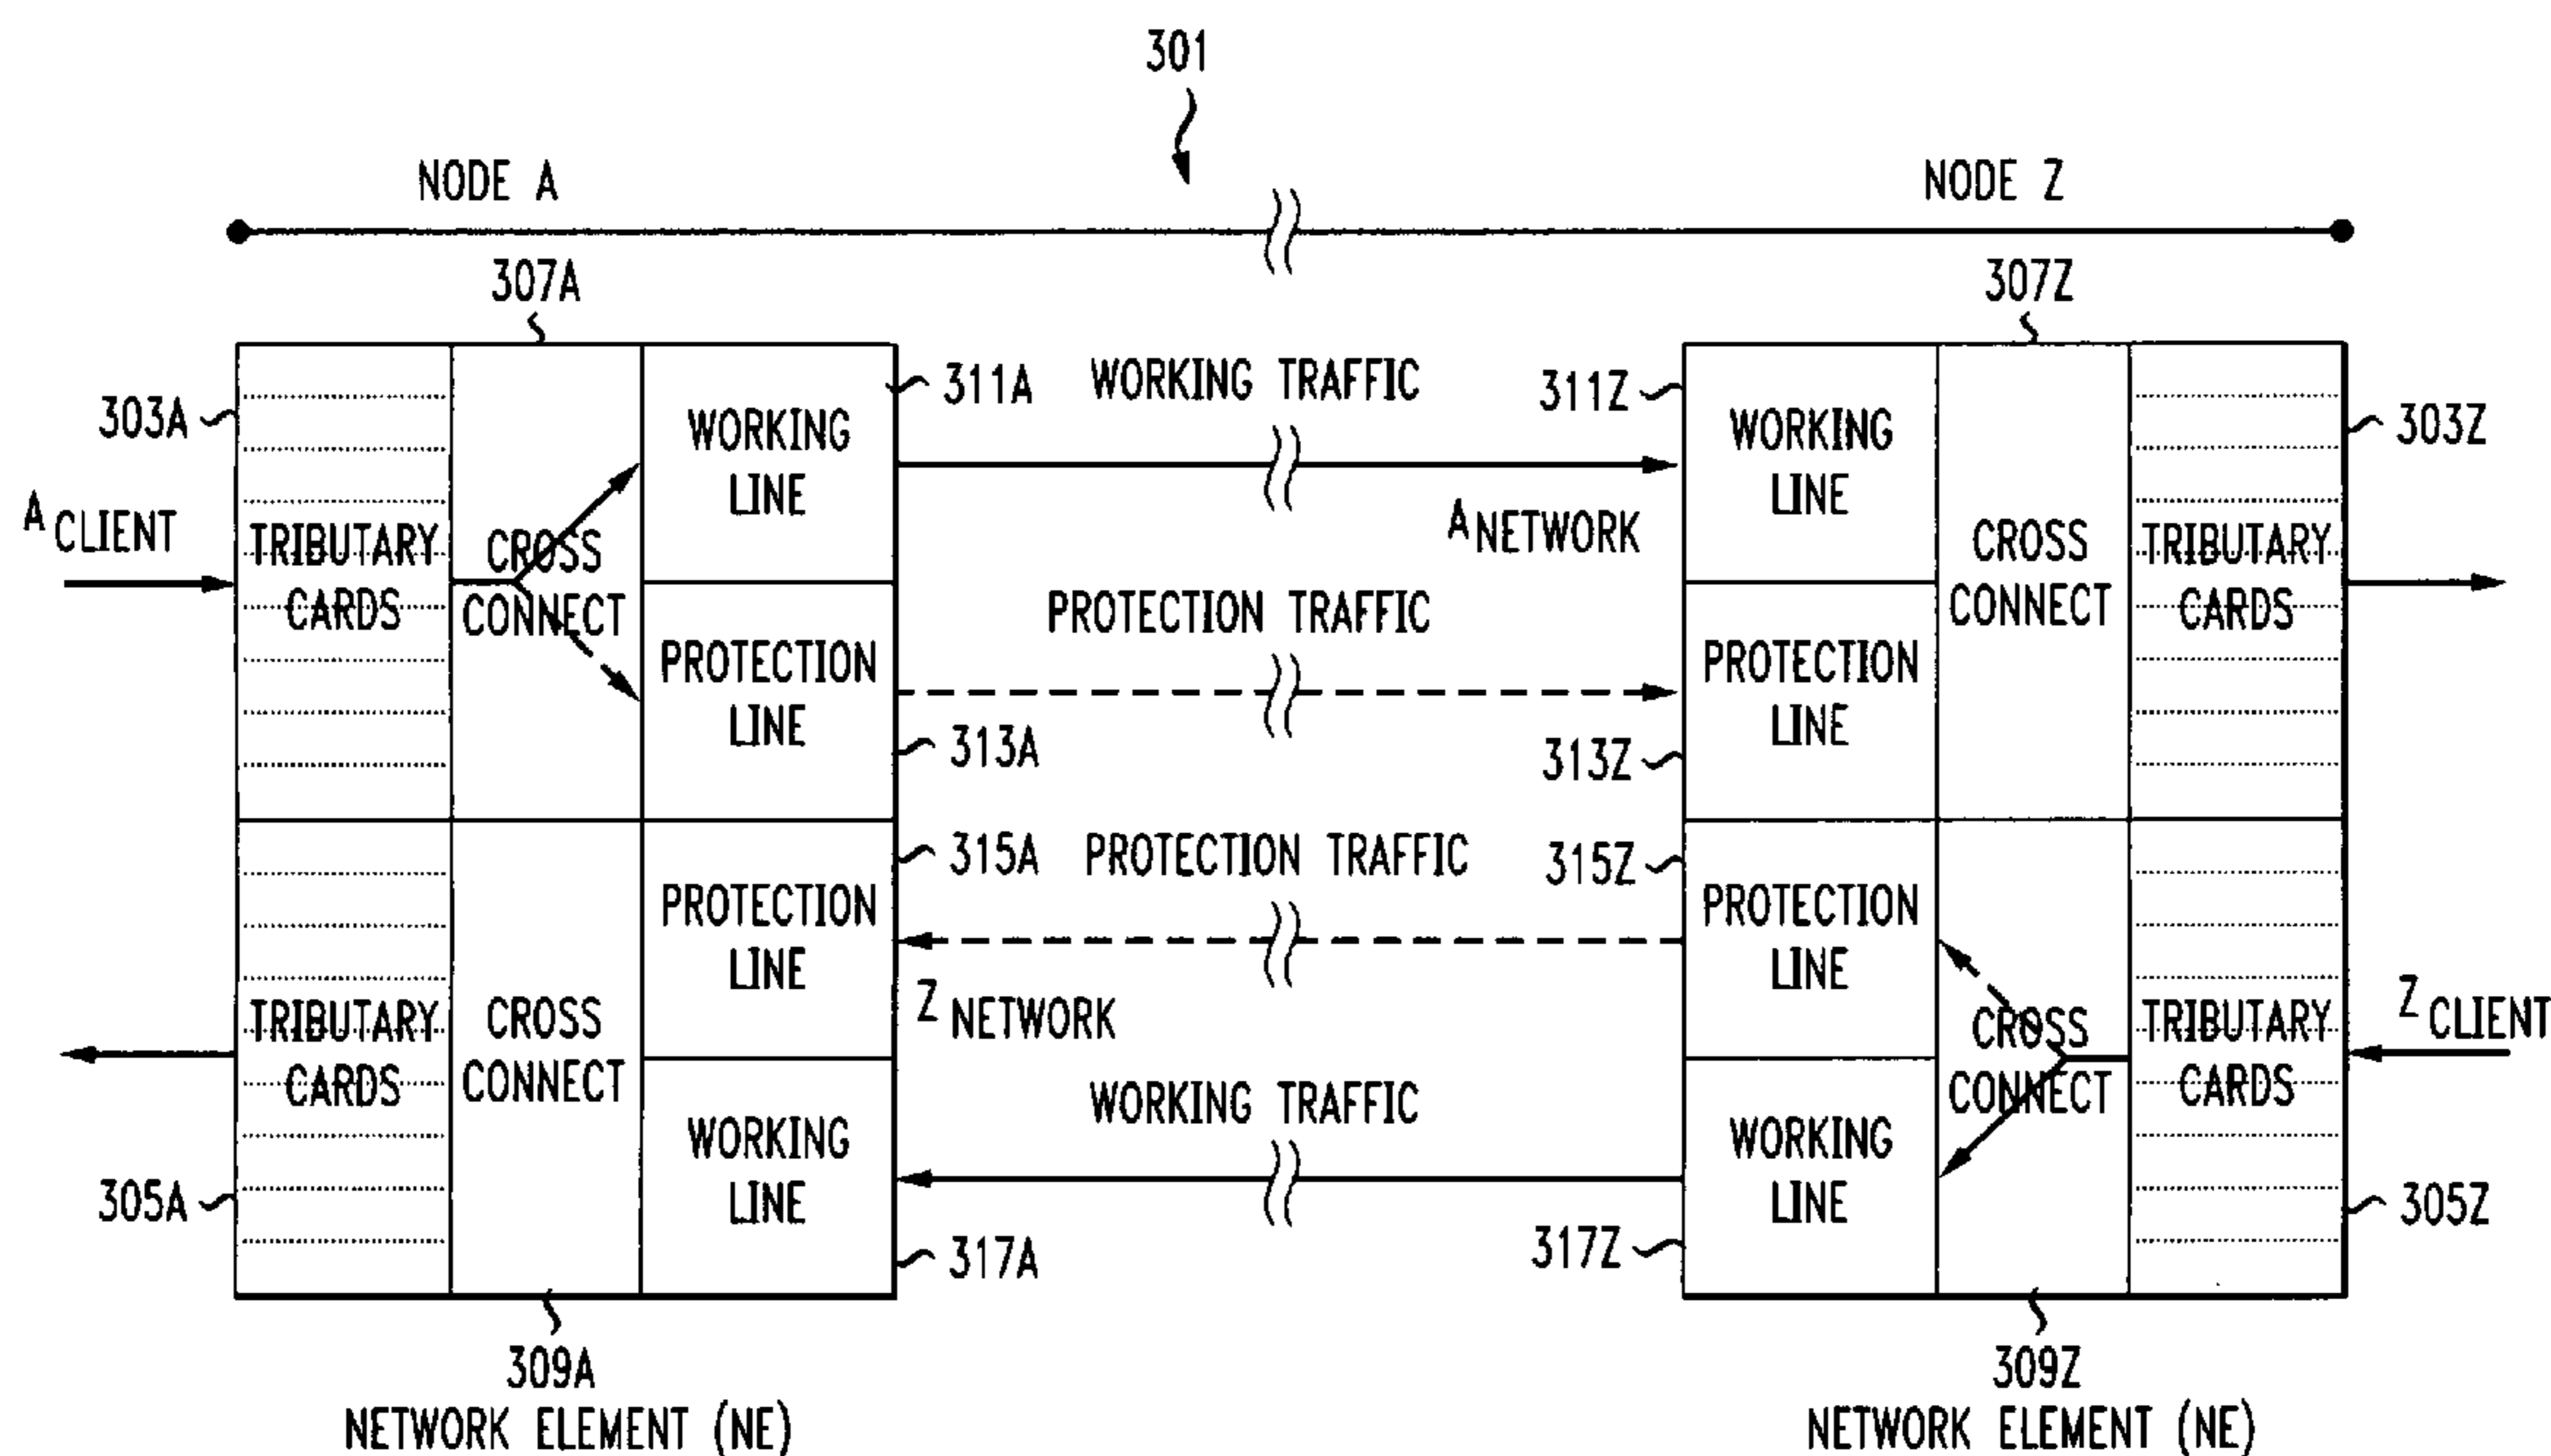 301
NODE A
NODE Z
307A
307Z
303A
311A
WORKING TRAFFIC
311Z
303Z
WORKING
LINE
WORKING
LINE
A CLIENT
TRIBUTARY
CARDS
CROSS
CONNECT
A NETWORK
CROSS
CONNECT
TRIBUTARY
CARDS
PROTECTION TRAFFIC
PROTECTION
LINE
PROTECTION
LINE
313A
313Z
315A
PROTECTION TRAFFIC
315Z
PROTECTION
LINE
PROTECTION
LINE
Z NETWORK
Z CLIENT
TRIBUTARY
CARDS
CROSS
CONNECT
CROSS
CONNECT
TRIBUTARY
CARDS
WORKING TRAFFIC
WORKING
LINE
WORKING
LINE
305A
317A
317Z
305Z
309A
309Z
NETWORK ELEMENT (NE)
NETWORK ELEMENT (NE)